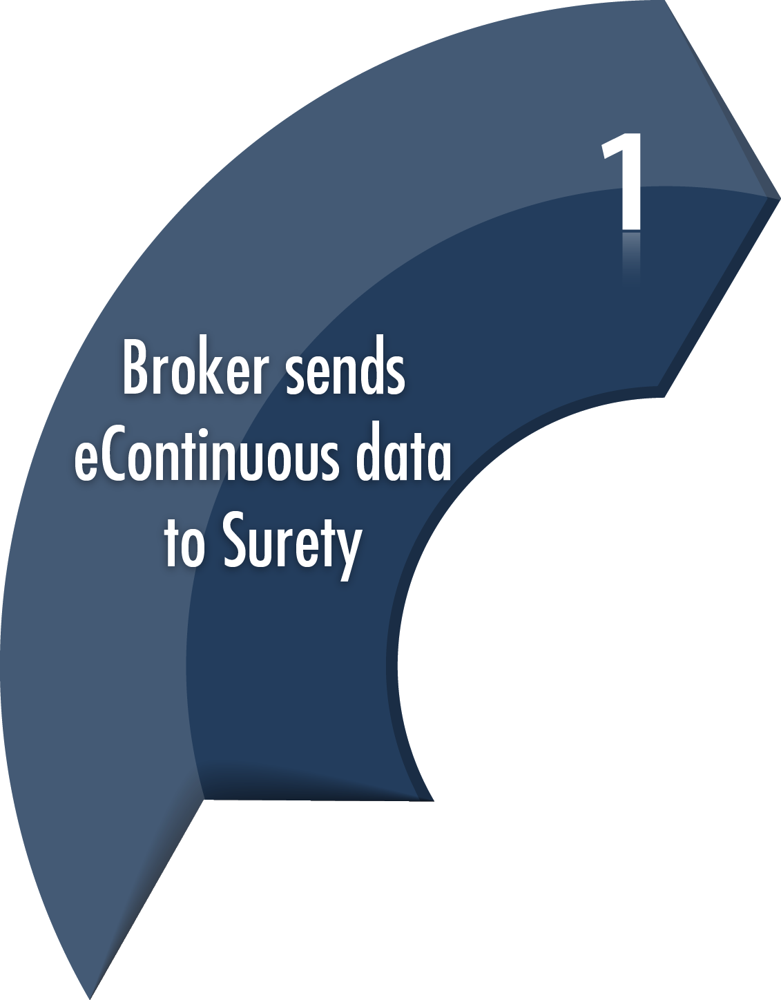 1
Broker sends
eContinuous data
to Surety